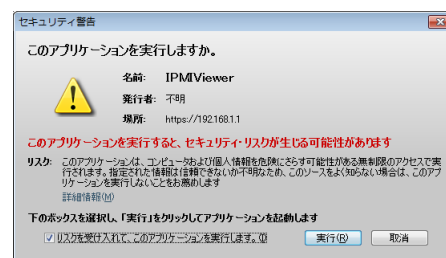 セキュリティ警告
このアプリケーションを実行しますか。
名前: IPMIViewer
発行者: 不明
場所: https://192.168.1.1
このアプリケーションを実行すると、セキュリティ・リスクが生じる可能性があります
リスク: このアプリケーションは、コンピュータおよび個人情報を危険にさらす可能性がある無制限のアクセスで実
行されます。指定された情報は信頼できないか不明なため、このソースをよく知らない場合は、このアプ
リケーションを実行しないことをお薦めします
詳細情報(M)
下のボックスを選択し、「実行」をクリックしてアプリケーションを起動します
リスクを受け入れて、このアプリケーションを実行します。(I)
実行(R) 取消